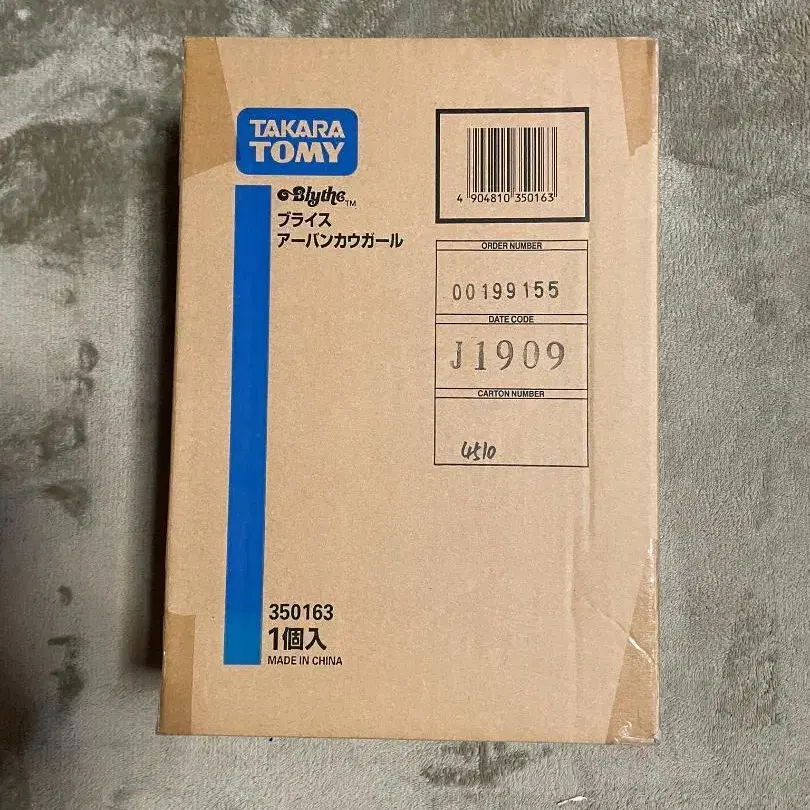 TAKARA
TOMY
Blythe™
ブライス
アーバンカウガール
4 904810 350163
ORDER NUMBER
00199155
DATE CODE
J1909
CARTON NUMBER
4510
350163
1個入
MADE IN CHINA